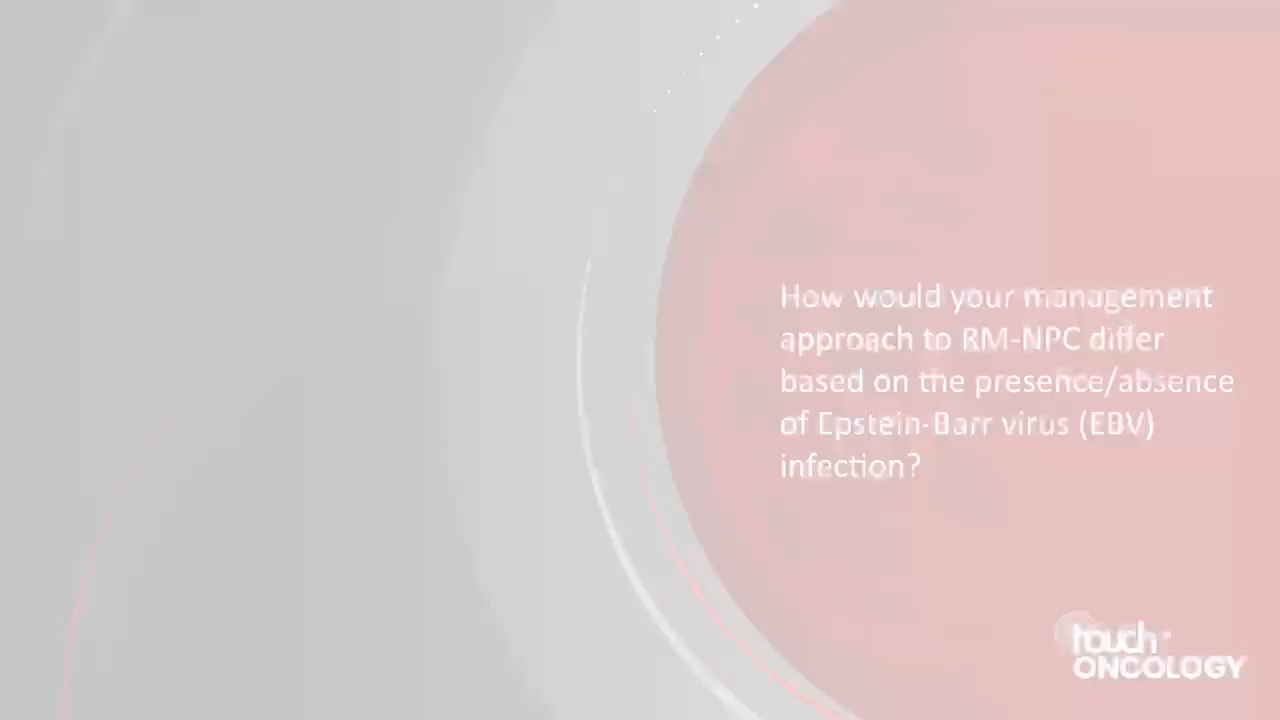 How would your management
approach to RM-NPC differ
based on the presence/absence
of Epstein-Barr virus (EBV)
infection?
touch
ONCOLOGY